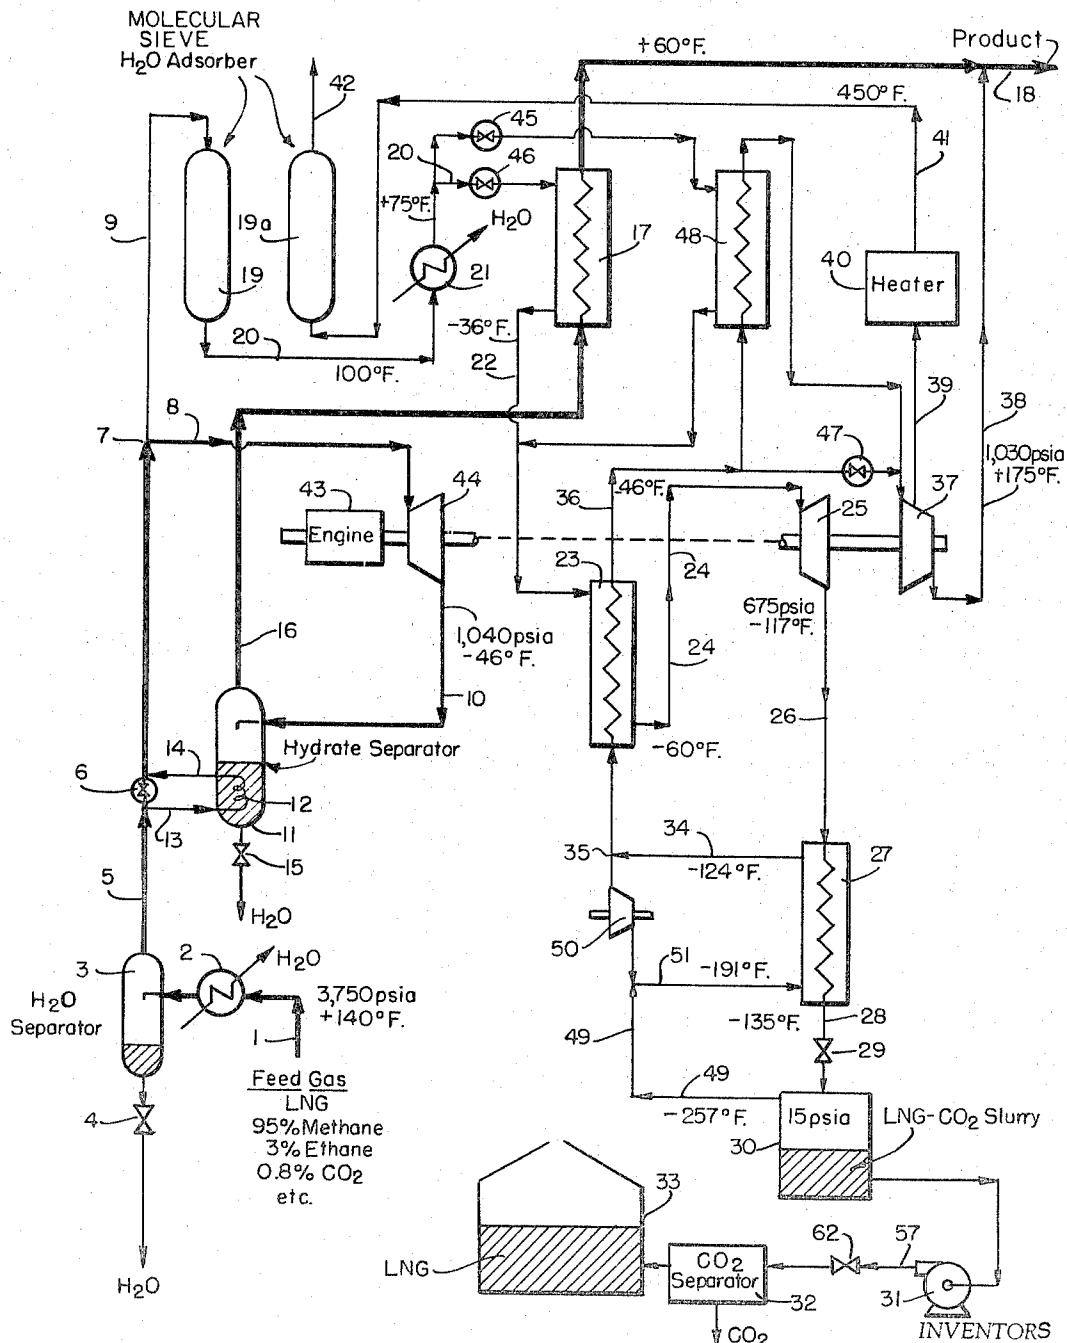 MOLECULAR
SIEVE
H2O Adsorber
42
+60°F.
Product
18
450°F.
45
20
46
+75°F.
H2O
41
9
19a
19
21
17
48
40
Heater
20
100°F.
-36°F.
22
8
7
39
38
47
1,030psia
+175°F.
43
Engine
44
36
-46°F.
25
37
23
24
675psia
-117°F.
16
1,040psia
-46°F.
24
10
26
-60°F.
Hydrate Separator
14
6
12
13
11
15
34
35
-124°F.
27
5
H2O
50
51
-191°F.
3
2
H2O
H2O
Separator
3,750psia
+140°F.
-135°F.
28
1
49
29
Feed Gas
LNG
95% Methane
3% Ethane
0.8% CO2
etc.
4
49
-257°F.
15psia
30
LNG-CO2 Slurry
33
62
57
LNG
CO2
Separator
32
31
H2O
CO2
INVENTORS